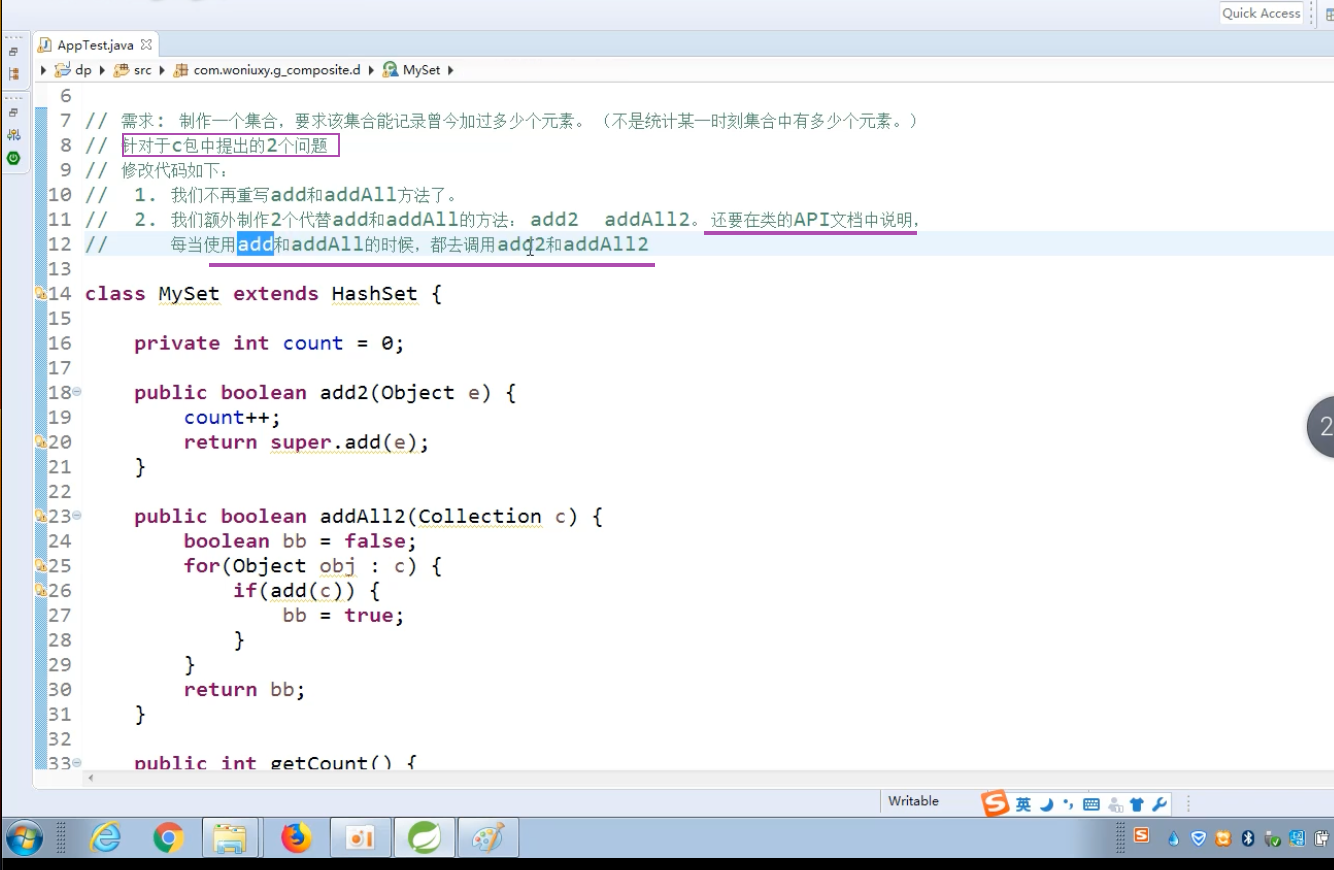 Quick Access
AppTest.java
dp src com.woniuxy.g_composite.d MySet
6
7 // 需求: 制作一个集合，要求该集合能记录曾今加过多少个元素。（不是统计某一时刻集合中有多少个元素。）
8 // 针对于c包中提出的2个问题
9 // 修改代码如下:
10 // 1. 我们不再重写add和addAll方法了。
11 // 2. 我们额外制作2个代替add和addAll的方法: add2 addAll2。还要在类的API文档中说明,
12 // 每当使用add和addAll的时候，都去调用add2和addAll2
13
14 class MySet extends HashSet {
15
16 private int count = 0;
17
18 public boolean add2(Object e) {
19 count++;
20 return super.add(e);
21 }
22
23 public boolean addAll2(Collection c) {
24 boolean bb = false;
25 for(Object obj : c) {
26 if(add(c)) {
27 bb = true;
28 }
29 }
30 return bb;
31 }
32
33 public int getCount() {
2
Writable
英